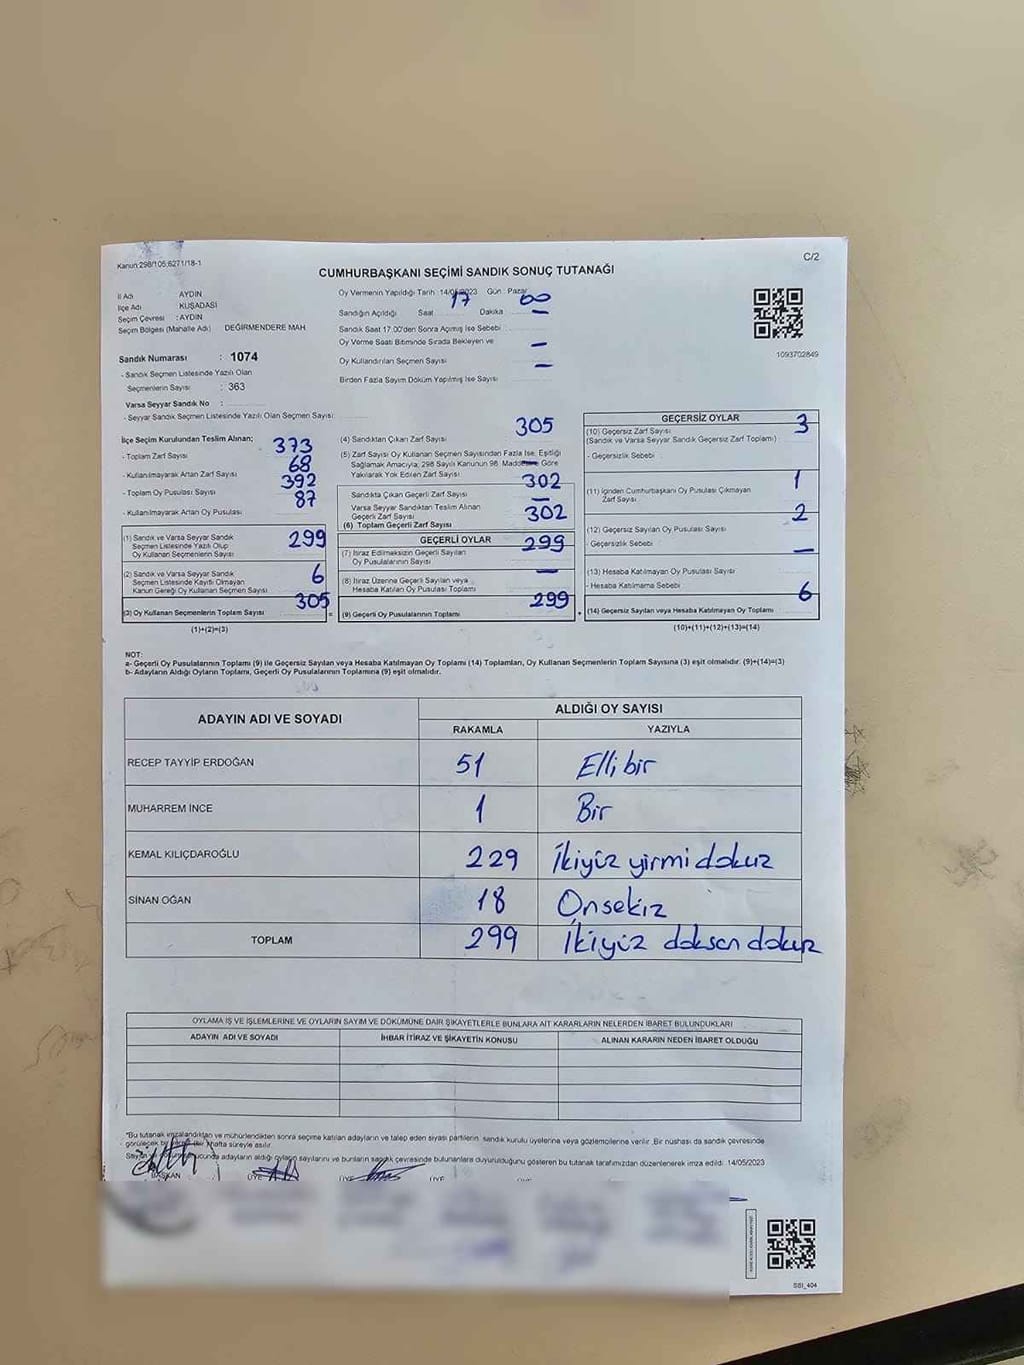 Kanun:298/105;6271/18-1
C/2
CUMHURBAŞKANI SEÇİMİ SANDIK SONUÇ TUTANAĞI
İl Adı : AYDIN
İlçe Adı : KUŞADASI
Seçim Çevresi : AYDIN
Seçim Bölgesi (Mahalle Adı) DEĞİRMENDERE MAH
Sandık Numarası : 1074
- Sandık Seçmen Listesinde Yazılı Olan
Seçmenlerin Sayısı : 363
Varsa Seyyar Sandık No :
- Seyyar Sandık Seçmen Listesinde Yazılı Olan Seçmen Sayısı:
Oy Vermenin Yapıldığı Tarih :14/05/2023 Gün : Pazar
Sandığın Açıldığı Saat 17 Dakika 00
Sandık Saat 17.00'den Sonra Açımış İse Sebebi : —
Oy Verme Saati Bitiminde Sırada Bekleyen ve
Oy Kullandırılan Seçmen Sayısı —
Birden Fazla Sayım Döküm Yapılmış İse Sayısı —
1093702849
İlçe Seçim Kurulundan Teslim Alınan;
- Toplam Zarf Sayısı 373
- Kullanılmayarak Artan Zarf Sayısı 68
- Toplam Oy Pusulası Sayısı 392
- Kullanılmayarak Artan Oy Pusulası 87
(1) Sandık ve Varsa Seyyar Sandık
Seçmen Listesinde Yazılı Olup
Oy Kullanan Seçmenlerin Sayısı 299
(2) Sandık ve Varsa Seyyar Sandık
Seçmen Listesinde Kayıtlı Olmayan
Kanun Gereği Oy Kullanan Seçmen Sayısı 6
(3) Oy Kullanan Seçmenlerin Toplam Sayısı 305
(1)+(2)=(3)
(4) Sandıktan Çıkan Zarf Sayısı 305
(5) Zarf Sayısı Oy Kullanan Seçmen Sayısından Fazla İse, Eşitliği
Sağlamak Amacıyla, 298 Sayılı Kanunun 98. Maddesine Göre
Yakılarak Yok Edilen Zarf Sayısı —
Sandıkta Çıkan Geçerli Zarf Sayısı 302
Varsa Seyyar Sandıktan Teslim Alınan
Geçerli Zarf Sayısı —
(6) Toplam Geçerli Zarf Sayısı 302
GEÇERLİ OYLAR
(7) İtiraz Edilmeksizin Geçerli Sayılan
Oy Pusulalarının Sayısı 299
(8) İtiraz Üzerine Geçerli Sayılan veya
Hesaba Katılan Oy Pusulası Toplamı —
(9) Geçerli Oy Pusulalarının Toplamı 299
GEÇERSİZ OYLAR
(10) Geçersiz Zarf Sayısı 3
(Sandık ve Varsa Seyyar Sandık Geçersiz Zarf Toplamı)
- Geçersizlik Sebebi :
(11) İçinden Cumhurbaşkanı Oy Pusulası Çıkmayan
Zarf Sayısı 1
(12) Geçersiz Sayılan Oy Pusulası Sayısı 2
- Geçersizlik Sebebi :
(13) Hesaba Katılmayan Oy Pusulası Sayısı —
- Hesaba Katılmama Sebebi :
(14) Geçersiz Sayılan veya Hesaba Katılmayan Oy Toplamı 6
(10)+(11)+(12)+(13)=(14)
NOT:
a- Geçerli Oy Pusulalarının Toplamı (9) ile Geçersiz Sayılan veya Hesaba Katılmayan Oy Toplamı (14) Toplamları, Oy Kullanan Seçmenlerin Toplam Sayısına (3) eşit olmalıdır. (9)+(14)=(3)
b- Adayların Aldığı Oyların Toplamı, Geçerli Oy Pusulalarının Toplamına (9) eşit olmalıdır.
ADAYIN ADI VE SOYADI ALDIĞI OY SAYISI
RAKAMLA YAZIYLA
RECEP TAYYİP ERDOĞAN 51 Elli bir
MUHARREM İNCE 1 Bir
KEMAL KILIÇDAROĞLU 229 İkiyüz yirmi dokuz
SİNAN OĞAN 18 Onsekiz
TOPLAM 299 İkiyüz doksan dokuz
OYLAMA İŞ VE İŞLEMLERİNE VE OYLARIN SAYIM VE DÖKÜMÜNE DAİR ŞİKAYETLERLE BUNLARA AİT KARARLARIN NELERDEN İBARET BULUNDUKLARI
ADAYIN ADI VE SOYADI İHBAR İTİRAZ VE ŞİKAYETİN KONUSU ALINAN KARARIN NEDEN İBARET OLDUĞU
*Bu tutanak imzalandıktan ve mühürlendikten sonra seçime katılan adayların ve talep eden siyasi partilerin sandık kurulu üyelerine veya gözlemcilerine verilir. Bir nüshası da sandık çevresinde
görülecek bir yere bir hafta süreyle asılır.
Sayım ve döküm sonucunda adayların aldığı oyların sayılarını ve bunların sandık çevresinde bulunanlara duyurulduğunu gösteren bu tutanak tarafımızdan düzenlenerek imza edildi. 14/05/2023
BAŞKAN ÜYE ÜYE ÜYE
SSI_404